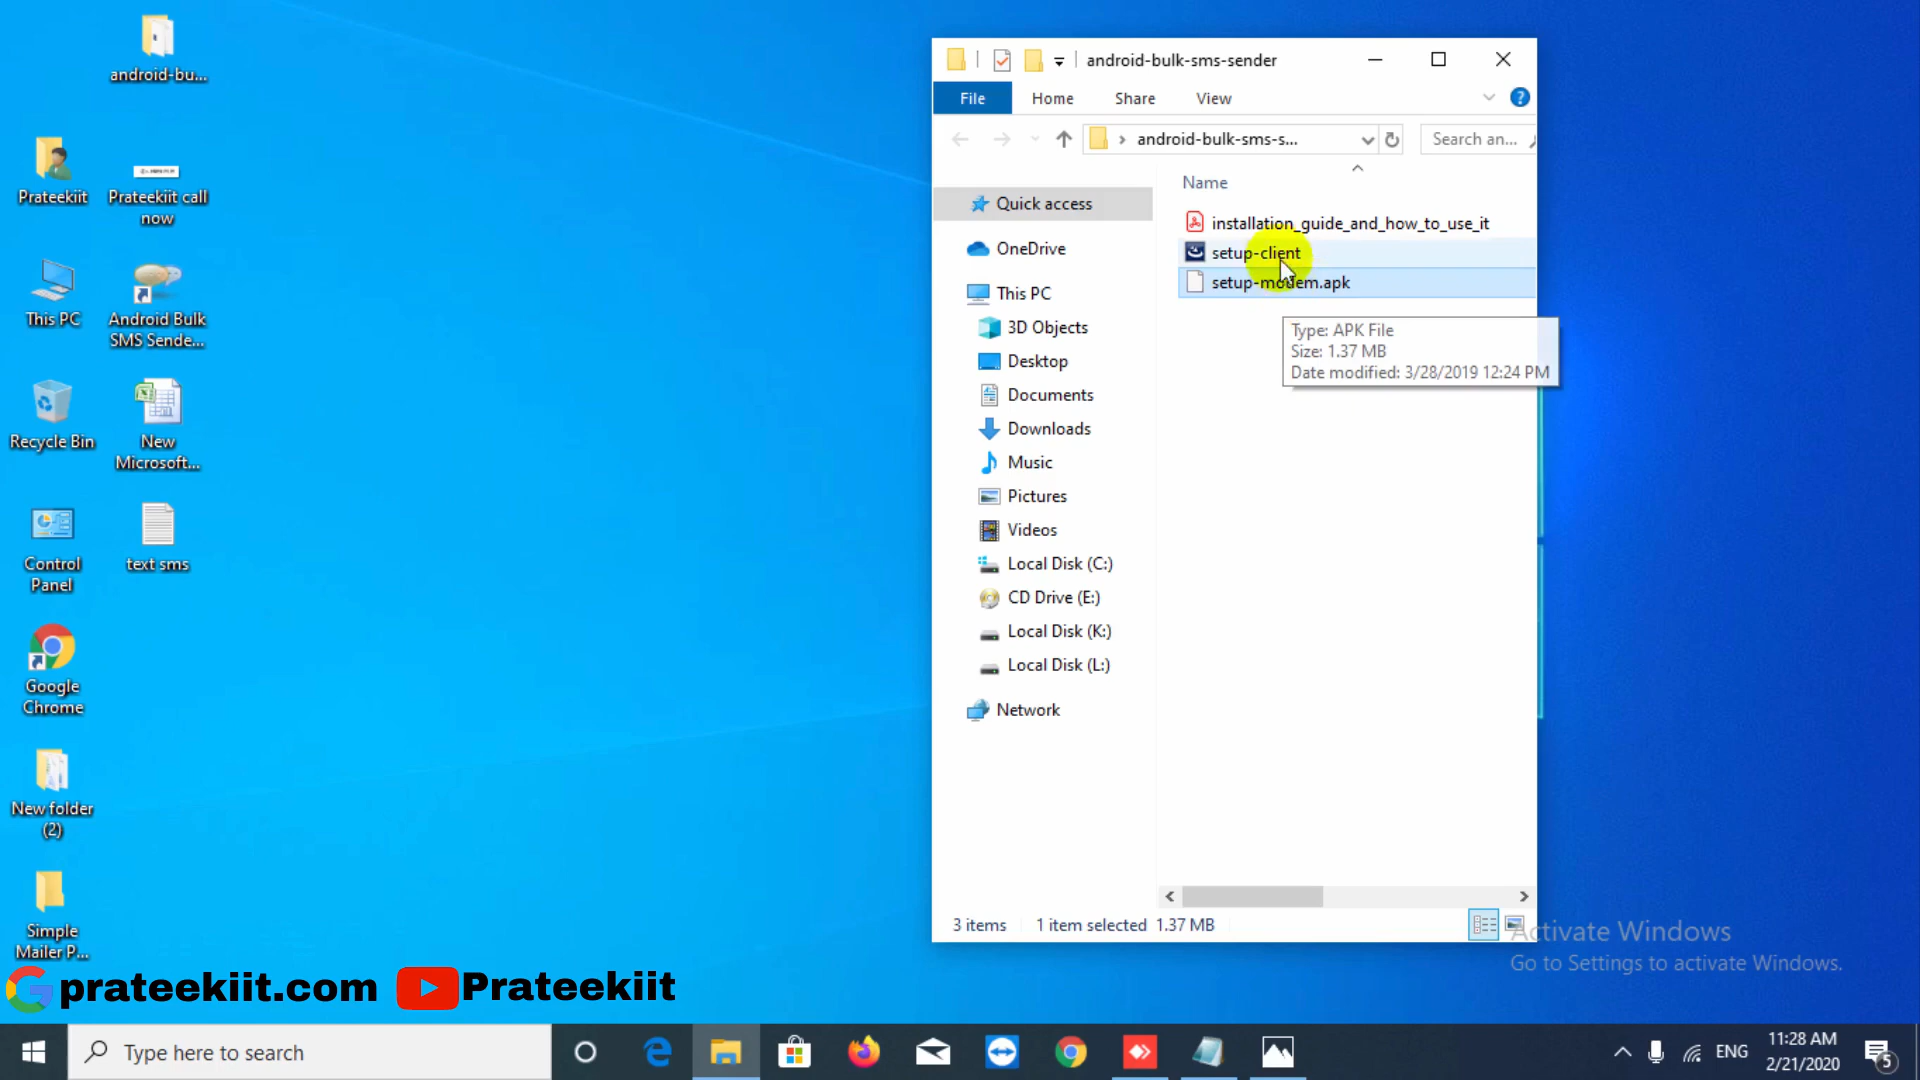 android-bu...
Prateekiit
Prateekiit call
now
This PC
Android Bulk
SMS Sende...
Recycle Bin
New
Microsoft...
Control
Panel
text sms
Google
Chrome
New folder
(2)
Simple
Mailer P...
prateekiit.com
Prateekiit
android-bulk-sms-sender
File
Home
Share
View
android-bulk-sms-s...
Search an...
Quick access
OneDrive
This PC
3D Objects
Desktop
Documents
Downloads
Music
Pictures
Videos
Local Disk (C:)
CD Drive (E:)
Local Disk (K:)
Local Disk (L:)
Network
Name
installation_guide_and_how_to_use_it
setup-client
setup-modem.apk
Type: APK File
Size: 1.37 MB
Date modified: 3/28/2019 12:24 PM
3 items
1 item selected 1.37 MB
Activate Windows
Go to Settings to activate Windows.
Type here to search
ENG
11:28 AM
2/21/2020
5